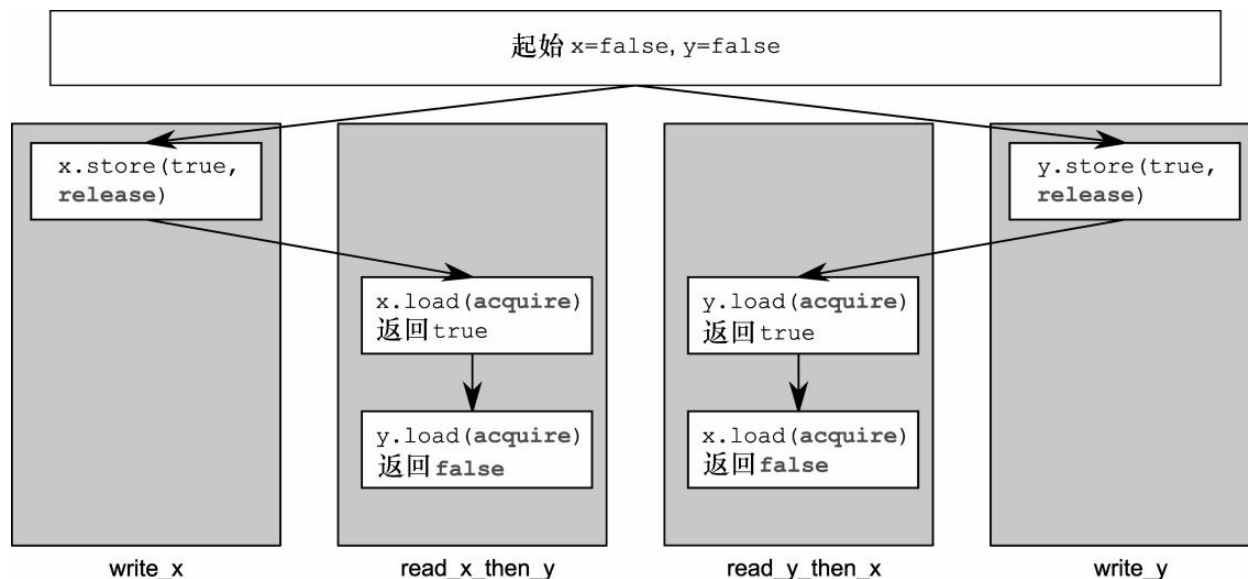 起始 x=false, y=false
x.store(true,
release)
y.store(true,
release)
x.load(acquire)
返回true
y.load(acquire)
返回true
y.load(acquire)
返回false
x.load(acquire)
返回false
write_x
read_x_then_y
read_y_then_x
write_y